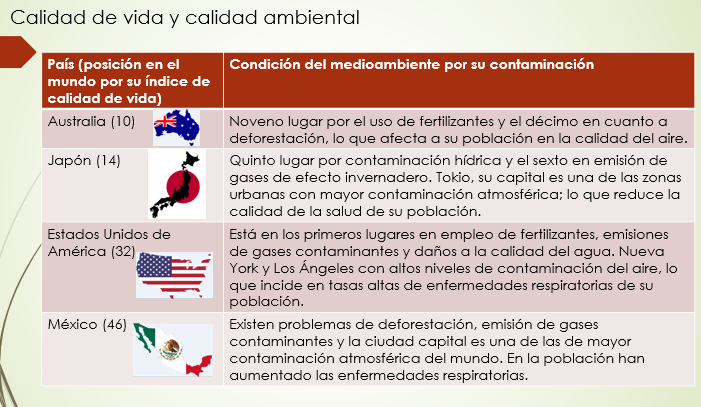 Calidad de vida y calidad ambiental
País (posición en el
mundo por su índice de
calidad de vida)
Condición del medioambiente por su contaminación
Australia (10)
Noveno lugar por el uso de fertilizantes y el décimo en cuanto a
deforestación, lo que afecta a su población en la calidad del aire.
Japón (14)
Quinto lugar por contaminación hídrica y el sexto en emisión de
gases de efecto invernadero. Tokio, su capital es una de las zonas
urbanas con mayor contaminación atmosférica; lo que reduce la
calidad de la salud de su población.
Estados Unidos de
América (32)
Está en los primeros lugares en empleo de fertilizantes, emisiones
de gases contaminantes y daños a la calidad del agua. Nueva
York y Los Ángeles con altos niveles de contaminación del aire, lo
que incide en tasas altas de enfermedades respiratorias de su
población.
México (46)
Existen problemas de deforestación, emisión de gases
contaminantes y la ciudad capital es una de las de mayor
contaminación atmosférica del mundo. En la población han
aumentado las enfermedades respiratorias.